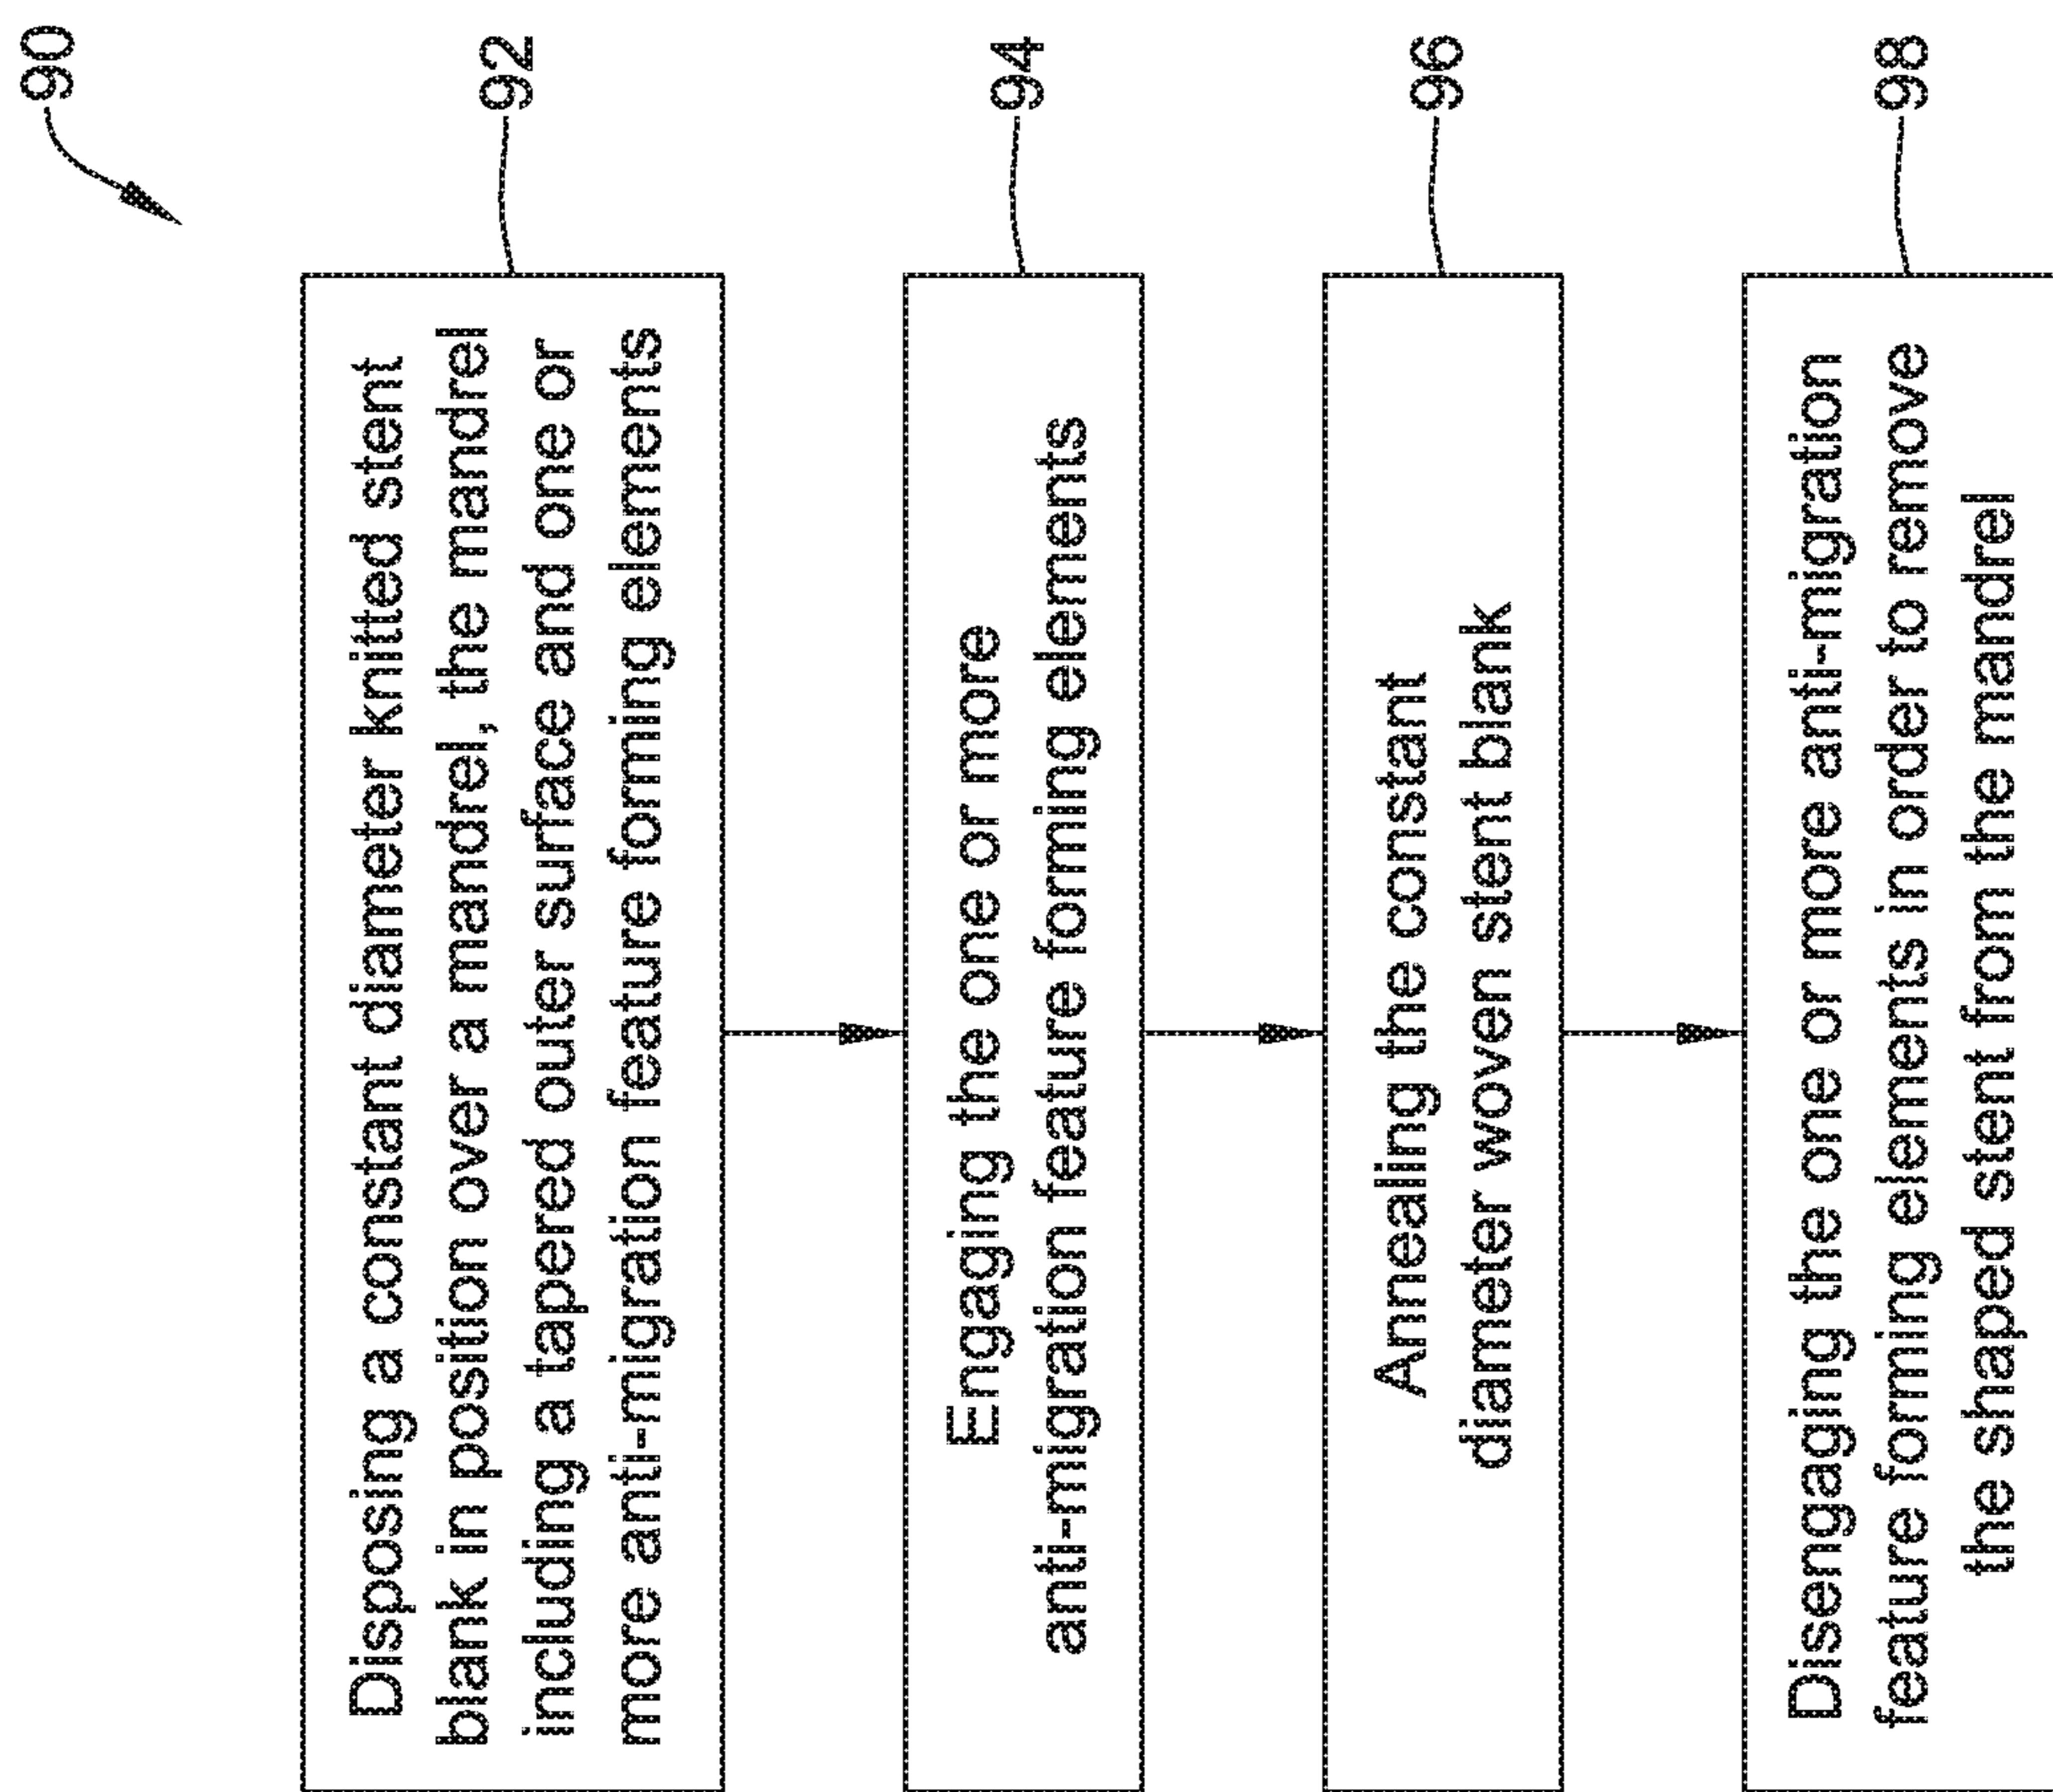 90
Disposing a constant diameter knitted stent
blank in position over a mandrel, the mandrel
including a tapered outer surface and one or
more anti-migration feature forming elements
92
Engaging the one or more
anti-migration feature forming elements
94
Annealing the constant
diameter woven stent blank
96
Disengaging the one or more anti-migration
feature forming elements in order to remove
the shaped stent from the mandrel
98